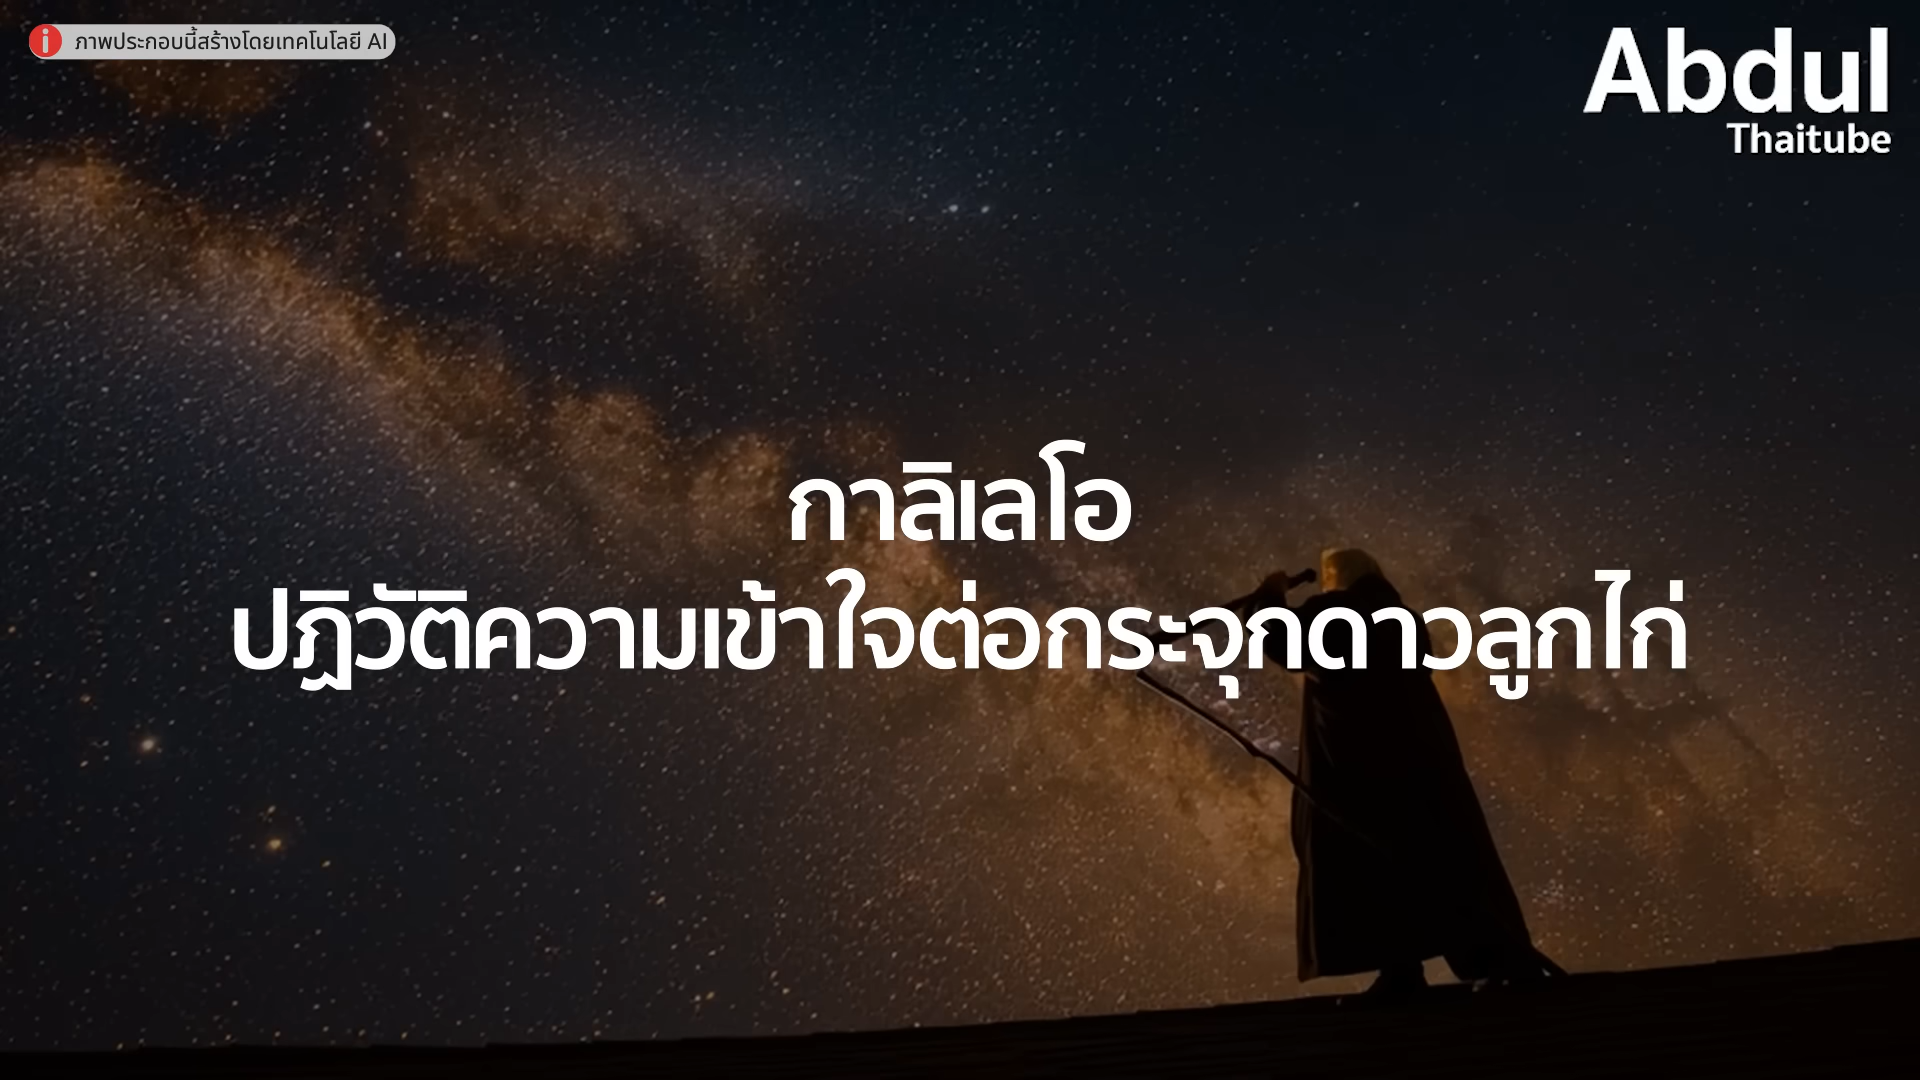 ภาพประกอบนี้สร้างโดยเทคโนโลยี AI
Abdul
Thaitube
กาลิเลโอ
ปฏิวัติความเข้าใจต่อกระจุกดาวลูกไก่